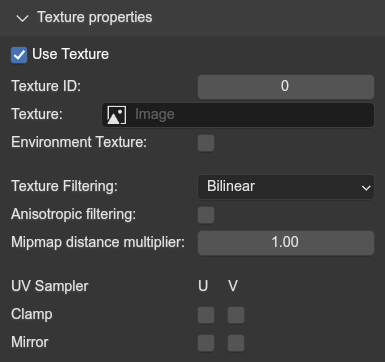 Texture properties
Use Texture
Texture ID: 0
Texture: Image
Environment Texture:
Texture Filtering: Bilinear
Anisotropic filtering:
Mipmap distance multiplier: 1.00
UV Sampler U V
Clamp
Mirror